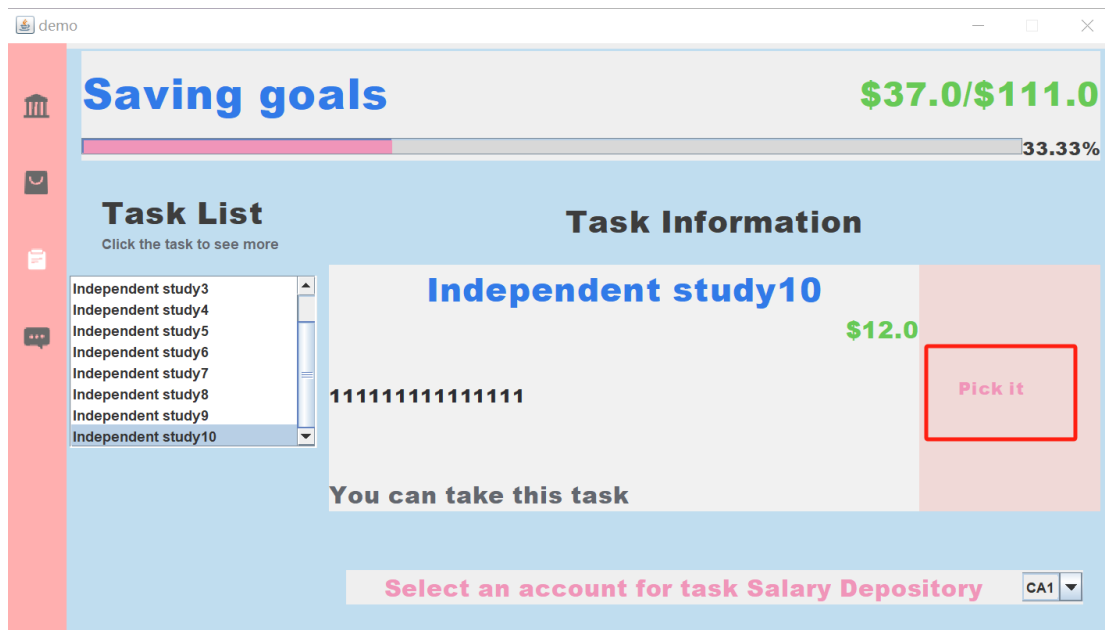 demo
Saving goals
$37.0/$111.0
33.33%
Task List
Click the task to see more
Task Information
Independent study3
Independent study4
Independent study5
Independent study6
Independent study7
Independent study8
Independent study9
Independent study10
Independent study10
$12.0
111111111111111
Pick it
You can take this task
Select an account for task Salary Depository
CA1